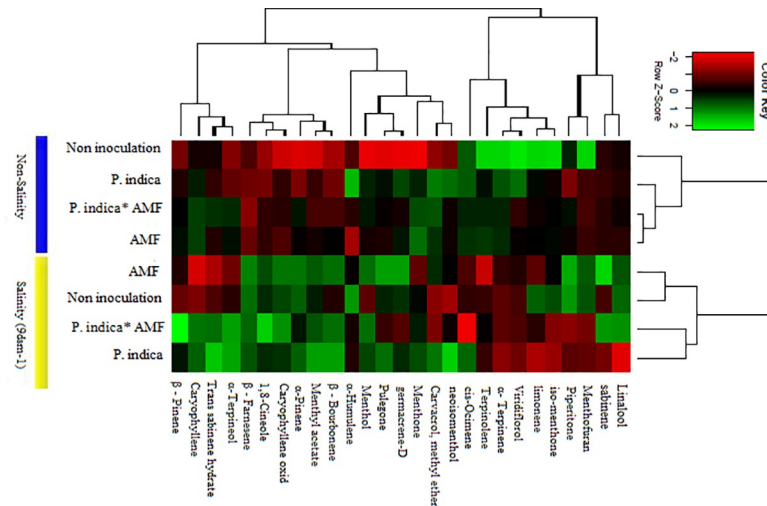 Color Key
-2 -1 0 1 2
Row Z-Score
Non-Salinity
Salinity (9dsm-1)
Non inoculation
P. indica
P. indica* AMF
AMF
AMF
Non inoculation
P. indica* AMF
P. indica
β - Pinene
Caryophyllene
Trans sabinene hydrate
α-Terpineol
β - Farnesene
1,8-Cineole
Caryophyllene oxid
α-Pinene
Menthyl acetate
β - Bourbonene
α-Humulene
Menthol
Pulegone
germacrene-D
Menthone
Carvacrol, methyl ether
neoisomenthol
cis-Ocimene
Terpinolene
α- Terpinene
Viridiflorol
limonene
iso-menthone
Piperitone
Menthofuran
sabinene
Linalool